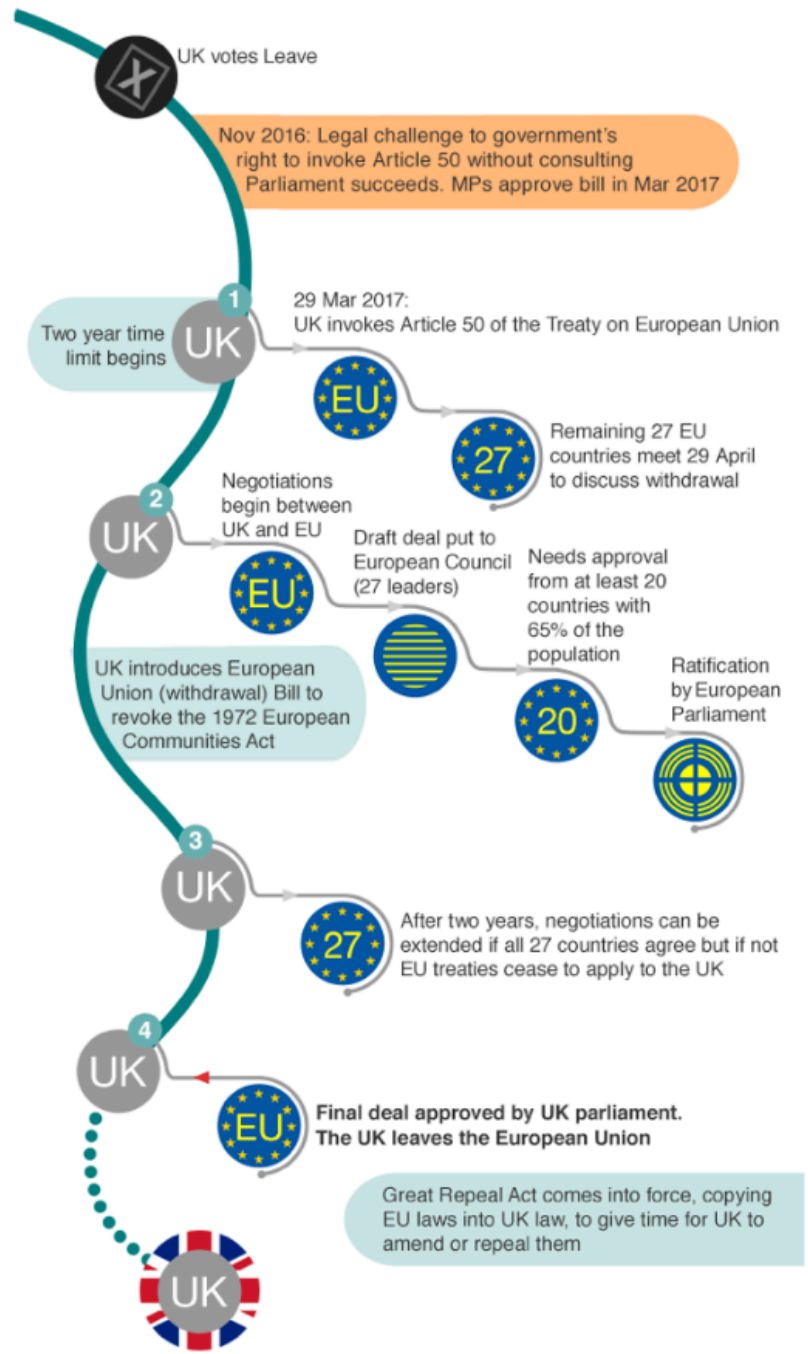 UK votes Leave
Nov 2016: Legal challenge to government's
right to invoke Article 50 without consulting
Parliament succeeds. MPs approve bill in Mar 2017
1
29 Mar 2017:
UK invokes Article 50 of the Treaty on European Union
Two year time
limit begins
UK
EU
27
Remaining 27 EU
countries meet 29 April
to discuss withdrawal
2
UK
Negotiations
begin between
UK and EU
EU
Draft deal put to
European Council
(27 leaders)
Needs approval
from at least 20
countries with
65% of the
population
20
Ratification
by European
Parliament
UK introduces European
Union (withdrawal) Bill to
revoke the 1972 European
Communities Act
3
UK
27
After two years, negotiations can be
extended if all 27 countries agree but if not
EU treaties cease to apply to the UK
4
UK
EU
Final deal approved by UK parliament.
The UK leaves the European Union
Great Repeal Act comes into force, copying
EU laws into UK law, to give time for UK to
amend or repeal them
UK